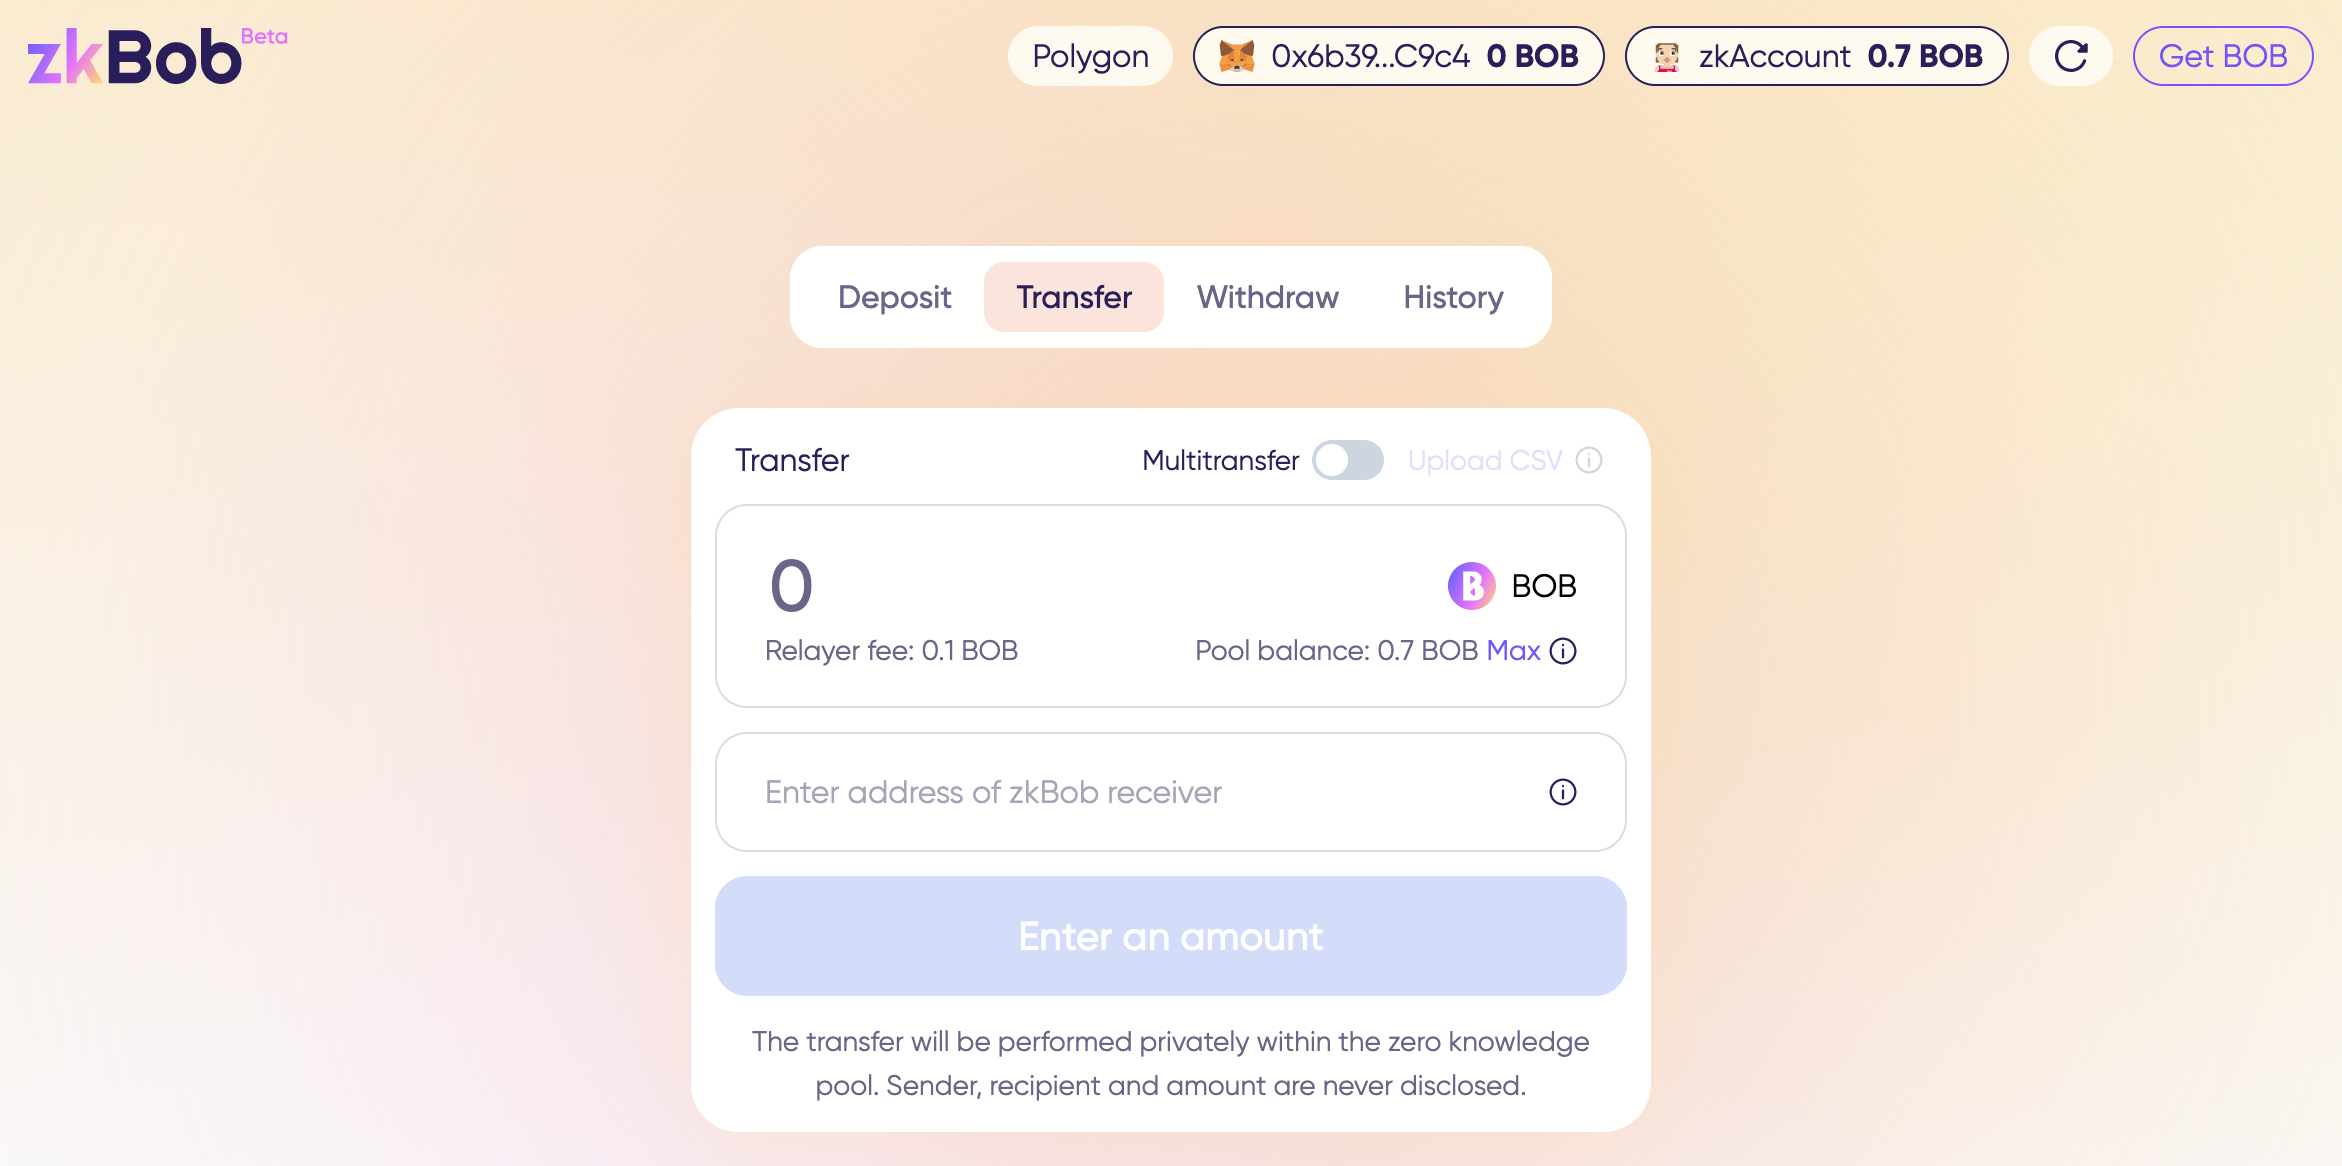 zkBob Beta
Polygon
0x6b39...C9c4 0 BOB
zkAccount 0.7 BOB
Get BOB
Deposit
Transfer
Withdraw
History
Transfer
Multitransfer
Upload CSV
0
BOB
Relayer fee: 0.1 BOB
Pool balance: 0.7 BOB Max
Enter address of zkBob receiver
Enter an amount
The transfer will be performed privately within the zero knowledge
pool. Sender, recipient and amount are never disclosed.